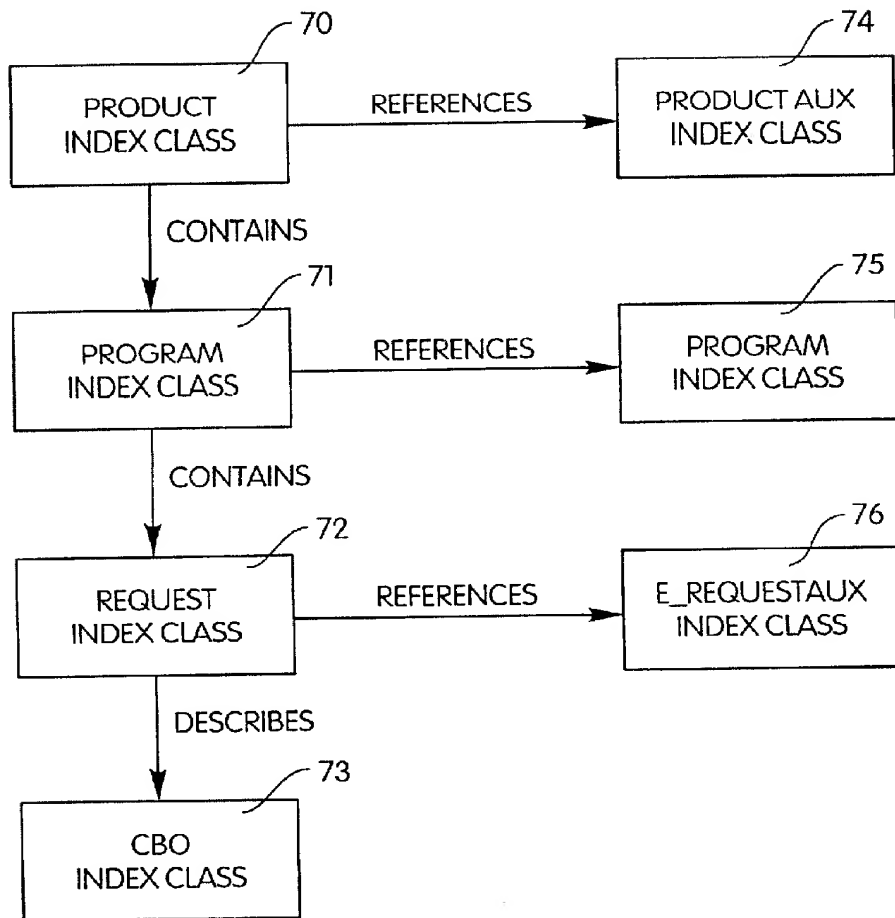 70
74
PRODUCT
INDEX CLASS
REFERENCES
PRODUCT AUX
INDEX CLASS
CONTAINS
71
75
PROGRAM
INDEX CLASS
REFERENCES
PROGRAM
INDEX CLASS
CONTAINS
72
76
REQUEST
INDEX CLASS
REFERENCES
E_REQUESTAUX
INDEX CLASS
DESCRIBES
73
CBO
INDEX CLASS